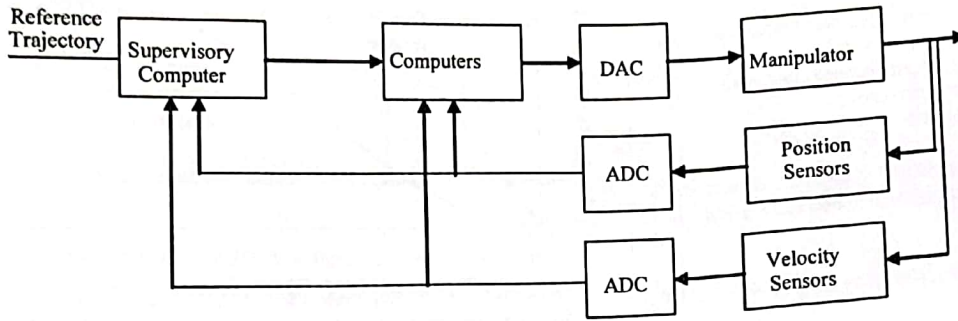 Reference
Trajectory
Supervisory
Computer
Computers
DAC
Manipulator
ADC
Position
Sensors
ADC
Velocity
Sensors